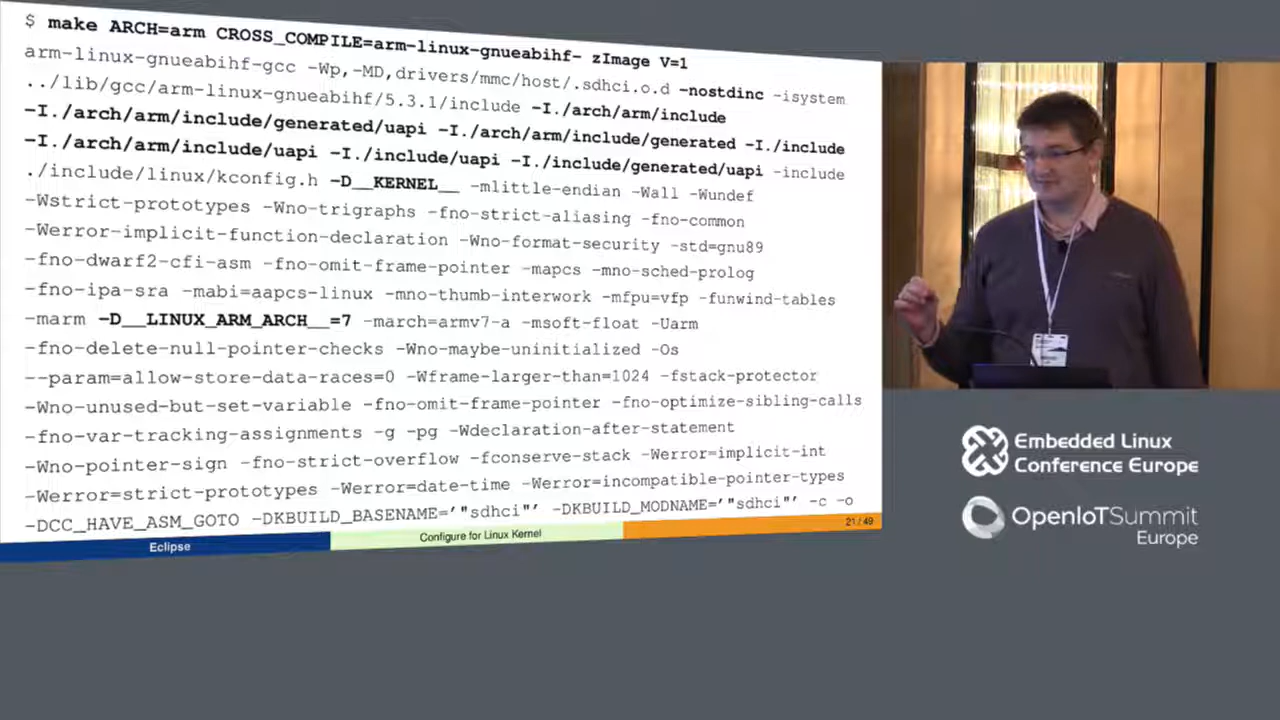 $ make ARCH=arm CROSS_COMPILE=arm-linux-gnueabihf- zImage V=1
arm-linux-gnueabihf-gcc -Wp,-MD,drivers/mmc/host/.sdhci.o.d -nostdinc -isystem
../lib/gcc/arm-linux-gnueabihf/5.3.1/include -I./arch/arm/include
-I./arch/arm/include/generated/uapi -I./arch/arm/include/generated -I./include
-I./arch/arm/include/uapi -I./include/uapi -I./include/generated/uapi -include
./include/linux/kconfig.h -D__KERNEL__ -mlittle-endian -Wall -Wundef
-Wstrict-prototypes -Wno-trigraphs -fno-strict-aliasing -fno-common
-Werror-implicit-function-declaration -Wno-format-security -std=gnu89
-fno-dwarf2-cfi-asm -fno-omit-frame-pointer -mapcs -mno-sched-prolog
-fno-ipa-sra -mabi=aapcs-linux -mno-thumb-interwork -mfpu=vfp -funwind-tables
-marm -D__LINUX_ARM_ARCH__=7 -march=armv7-a -msoft-float -Uarm
-fno-delete-null-pointer-checks -Wno-maybe-uninitialized -Os
--param=allow-store-data-races=0 -Wframe-larger-than=1024 -fstack-protector
-Wno-unused-but-set-variable -fno-omit-frame-pointer -fno-optimize-sibling-calls
-fno-var-tracking-assignments -g -pg -Wdeclaration-after-statement
-Wno-pointer-sign -fno-strict-overflow -fconserve-stack -Werror=implicit-int
-Werror=strict-prototypes -Werror=date-time -Werror=incompatible-pointer-types
-DCC_HAVE_ASM_GOTO -DKBUILD_BASENAME='"sdhci"' -DKBUILD_MODNAME='"sdhci"' -c -o
21 / 49
Eclipse
Configure for Linux Kernel
Embedded Linux
Conference Europe
OpenIoTSummit
Europe